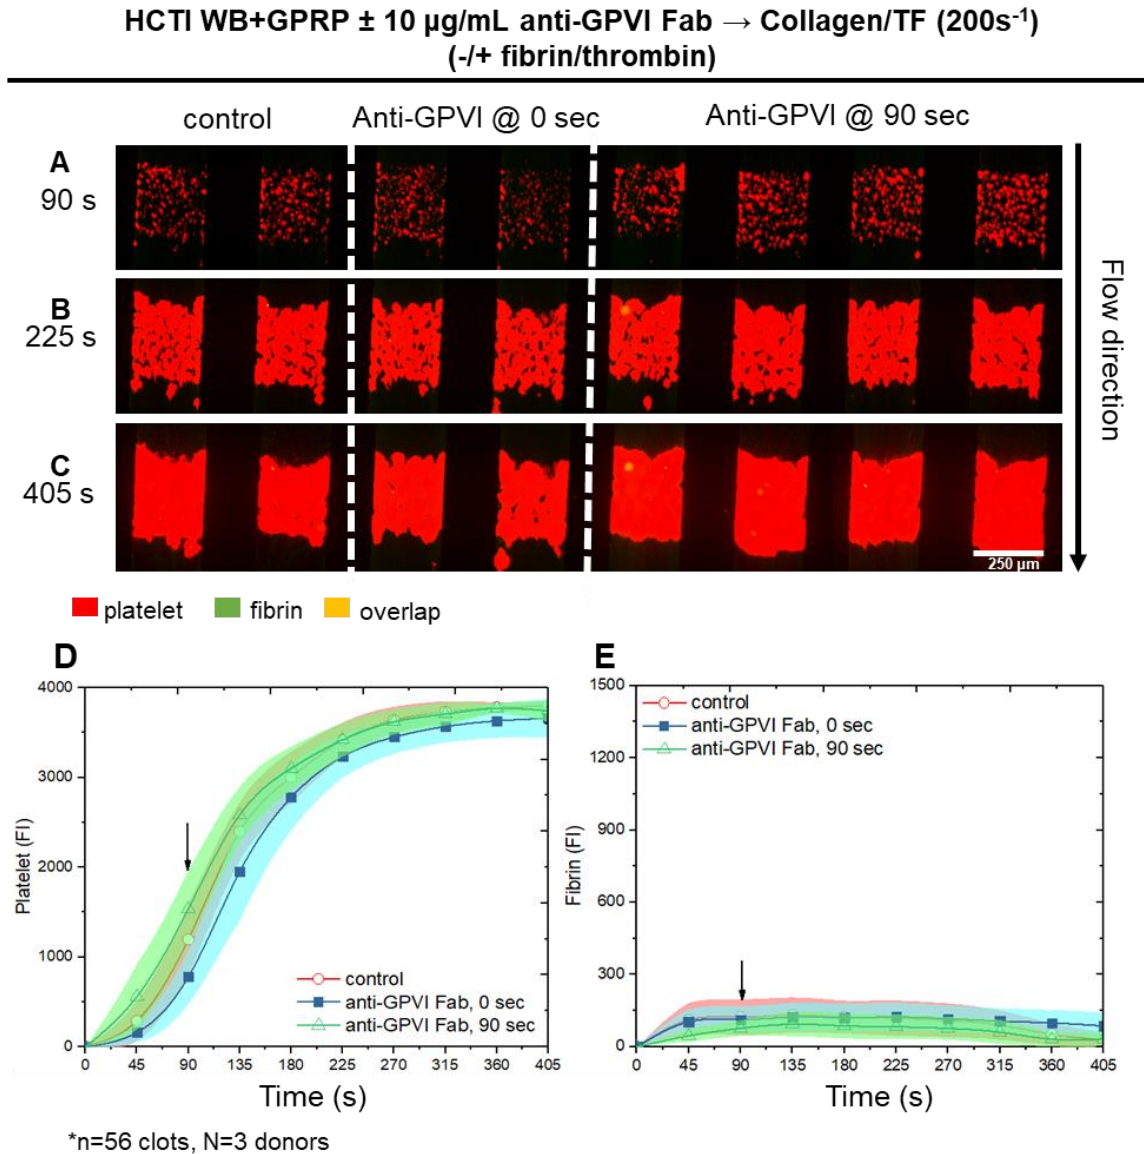 HCTI WB+GPRP ± 10 µg/mL anti-GPVI Fab → Collagen/TF (200s⁻¹)
(-/+ fibrin/thrombin)
control
Anti-GPVI @ 0 sec
Anti-GPVI @ 90 sec
A
90 s
B
225 s
C
405 s
Flow direction
250 µm
platelet
fibrin
overlap
D
4000
3000
2000
1000
0
Platelet (FI)
control
anti-GPVI Fab, 0 sec
anti-GPVI Fab, 90 sec
0 45 90 135 180 225 270 315 360 405
Time (s)
E
1500
1200
900
600
300
0
Fibrin (FI)
control
anti-GPVI Fab, 0 sec
anti-GPVI Fab, 90 sec
0 45 90 135 180 225 270 315 360 405
Time (s)
*n=56 clots, N=3 donors